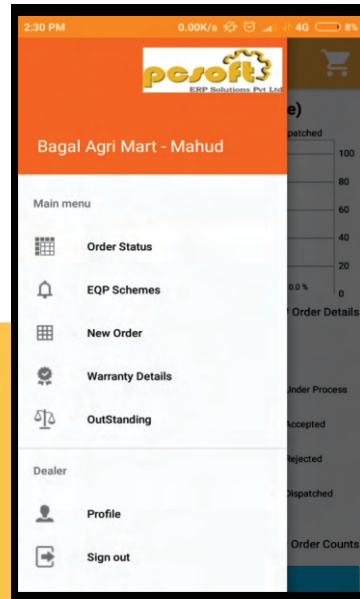 2:30 PM 0.00K/s 4G 8%
pcsoft
ERP Solutions Pvt Ltd
e)
Bagal Agri Mart - Mahud
patched
100
80
60
40
20
0.0 %
0
Main menu
Order Status
EQP Schemes
New Order
Order Details
Warranty Details
Under Process
OutStanding
Accepted
Rejected
Dealer
Dispatched
Profile
Order Counts
Sign out